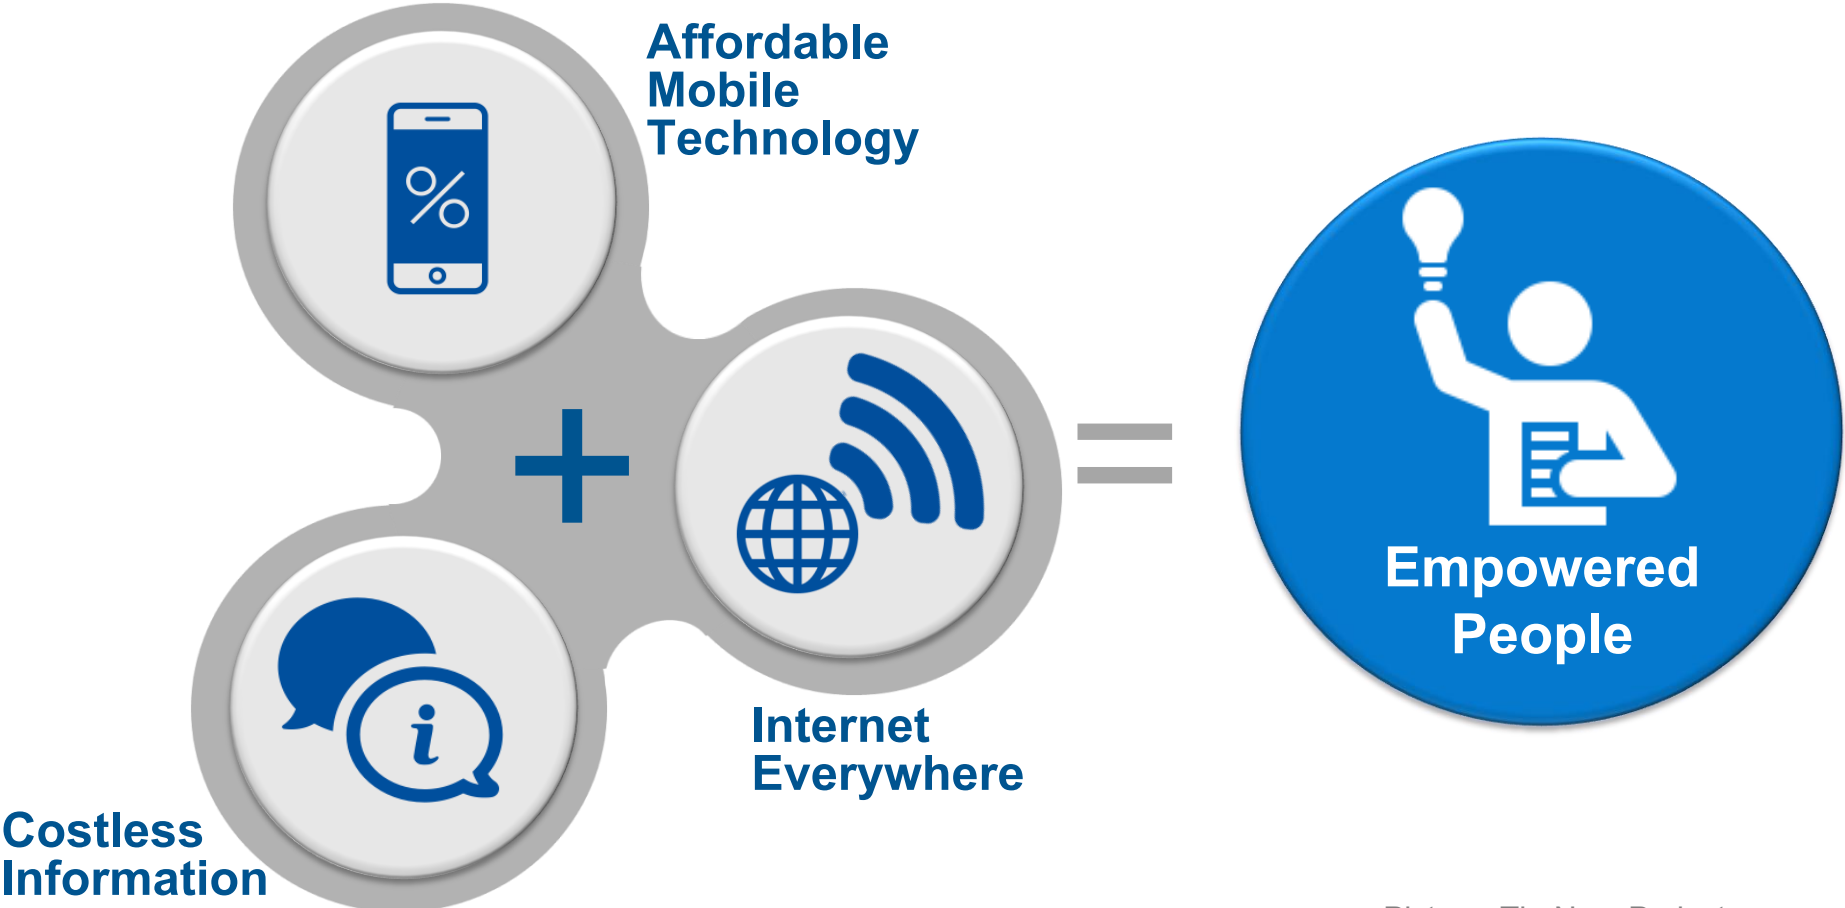 Affordable
Mobile
Technology
%
+
=
i
Empowered
People
Internet
Everywhere
Costless
Information